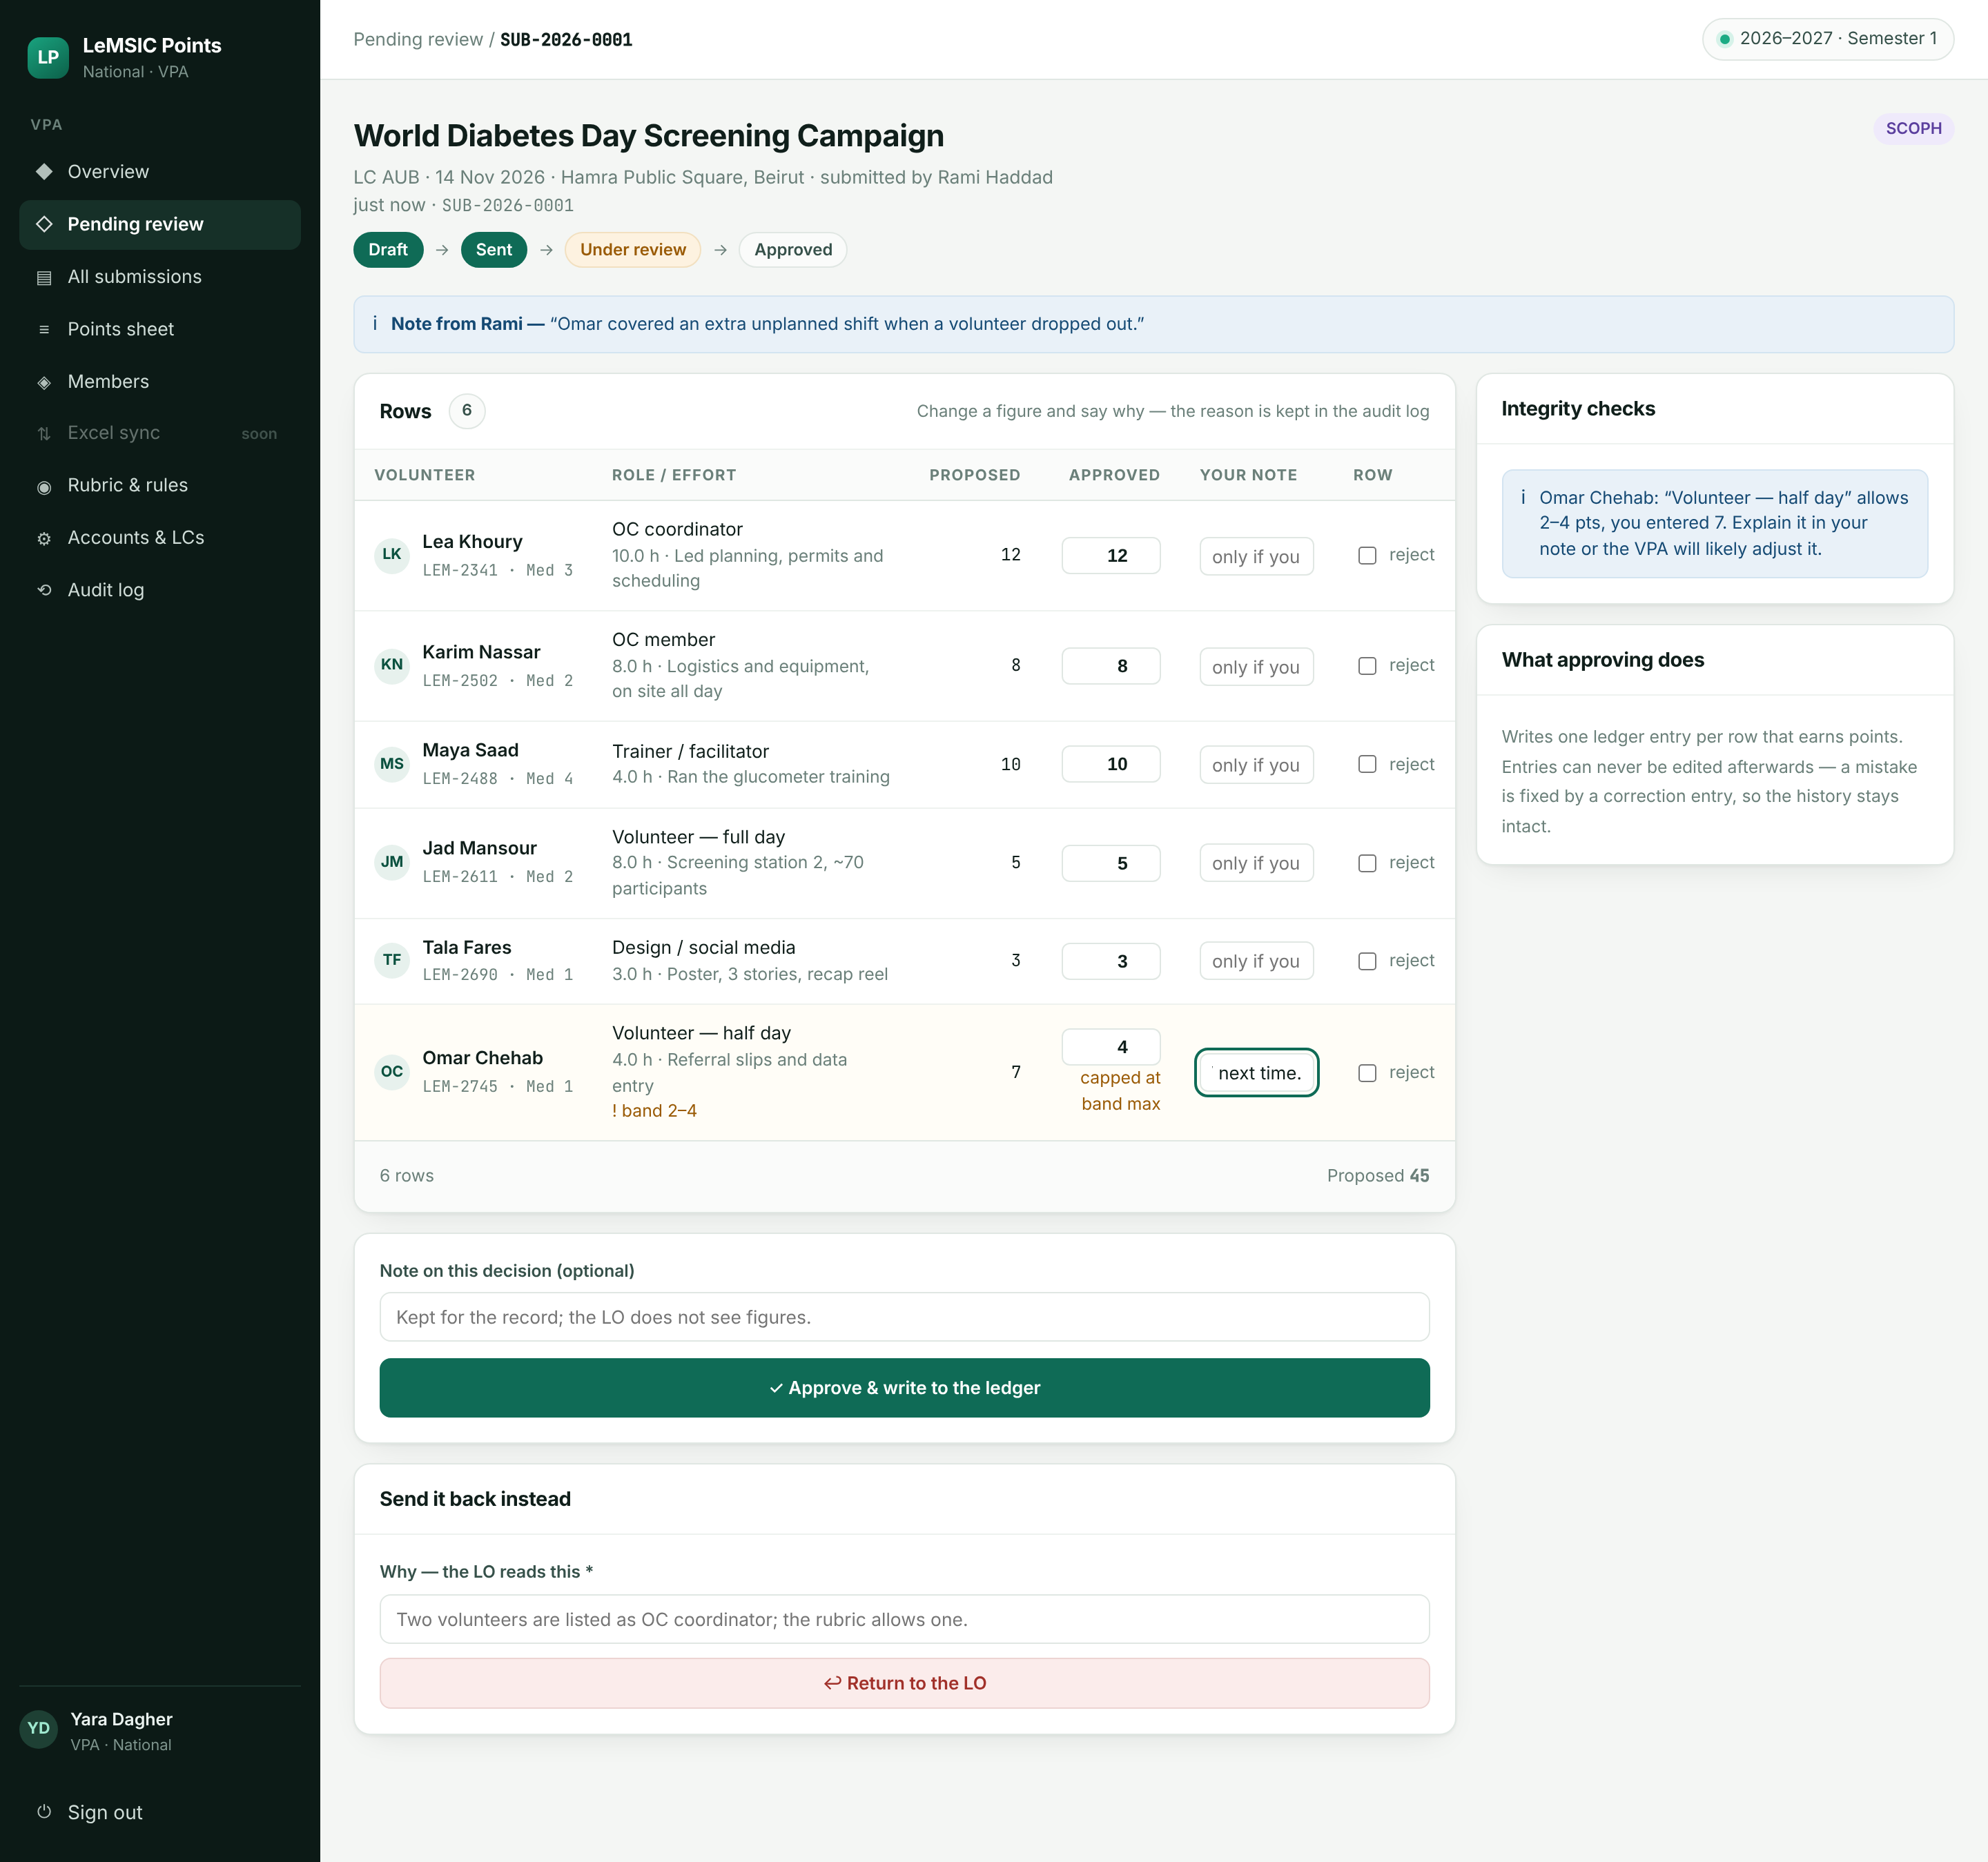 LP
LeMSIC Points
National · VPA
VPA
Overview
Pending review
All submissions
Points sheet
Members
Excel sync soon
Rubric & rules
Accounts & LCs
Audit log
YD
Yara Dagher
VPA · National
Sign out
Pending review / SUB-2026-0001
2026–2027 · Semester 1
World Diabetes Day Screening Campaign
SCOPH
LC AUB · 14 Nov 2026 · Hamra Public Square, Beirut · submitted by Rami Haddad
just now · SUB-2026-0001
Draft → Sent → Under review → Approved
i Note from Rami — “Omar covered an extra unplanned shift when a volunteer dropped out.”
Rows 6
Change a figure and say why — the reason is kept in the audit log
VOLUNTEER ROLE / EFFORT PROPOSED APPROVED YOUR NOTE ROW
LK
Lea Khoury
LEM-2341 · Med 3
OC coordinator
10.0 h · Led planning, permits and
scheduling
12 12 only if you reject
KN
Karim Nassar
LEM-2502 · Med 2
OC member
8.0 h · Logistics and equipment,
on site all day
8 8 only if you reject
MS
Maya Saad
LEM-2488 · Med 4
Trainer / facilitator
4.0 h · Ran the glucometer training
10 10 only if you reject
JM
Jad Mansour
LEM-2611 · Med 2
Volunteer — full day
8.0 h · Screening station 2, ~70
participants
5 5 only if you reject
TF
Tala Fares
LEM-2690 · Med 1
Design / social media
3.0 h · Poster, 3 stories, recap reel
3 3 only if you reject
OC
Omar Chehab
LEM-2745 · Med 1
Volunteer — half day
4.0 h · Referral slips and data
entry
! band 2–4
7 4
capped at
band max
next time. reject
6 rows Proposed 45
Note on this decision (optional)
Kept for the record; the LO does not see figures.
✓ Approve & write to the ledger
Send it back instead
Why — the LO reads this *
Two volunteers are listed as OC coordinator; the rubric allows one.
↩ Return to the LO
Integrity checks
i Omar Chehab: “Volunteer — half day” allows
2–4 pts, you entered 7. Explain it in your
note or the VPA will likely adjust it.
What approving does
Writes one ledger entry per row that earns points.
Entries can never be edited afterwards — a mistake
is fixed by a correction entry, so the history stays
intact.